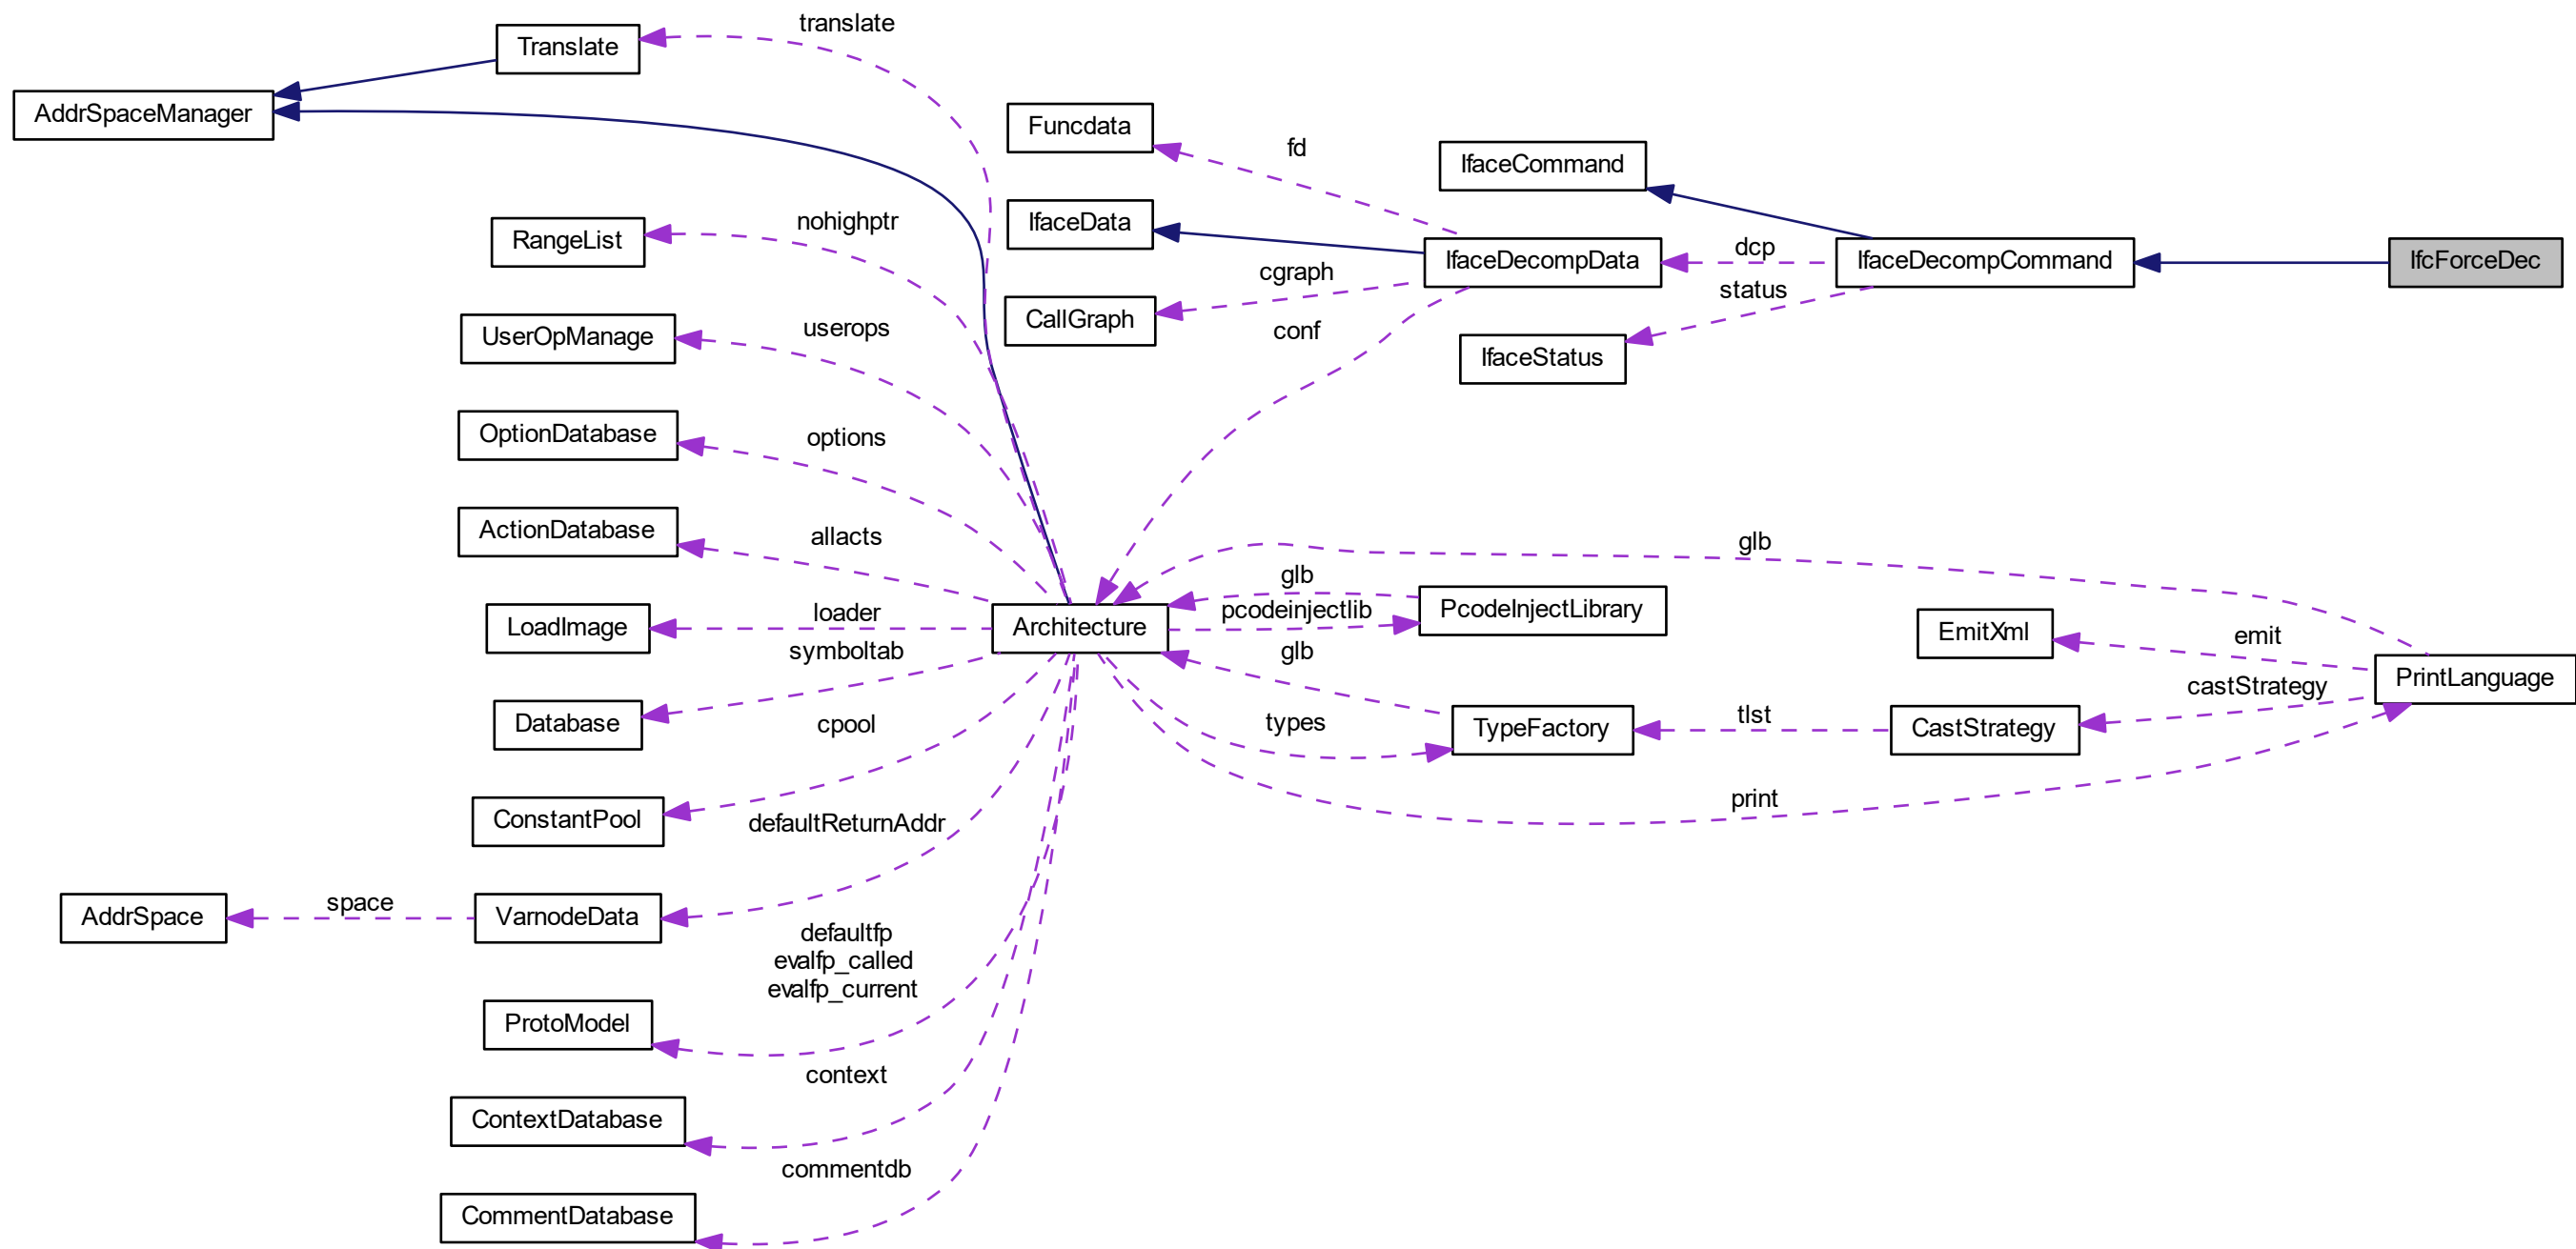 translate
Translate
AddrSpaceManager
Funcdata
fd
IfaceCommand
nohighptr
RangeList
IfaceData
IfaceDecompData
dcp
IfaceDecompCommand
IfcForceDec
cgraph
status
CallGraph
conf
IfaceStatus
userops
UserOpManage
options
OptionDatabase
allacts
ActionDatabase
glb
glb
loader
LoadImage
Architecture
pcodeinjectlib
PcodeInjectLibrary
EmitXml
emit
symboltab
glb
PrintLanguage
castStrategy
Database
cpool
types
TypeFactory
tlst
CastStrategy
print
ConstantPool
defaultReturnAddr
AddrSpace
space
VarnodeData
defaultfp
evalfp_called
evalfp_current
ProtoModel
context
ContextDatabase
commentdb
CommentDatabase